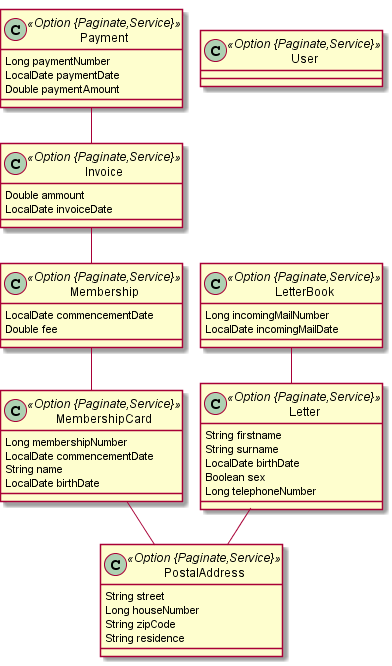 C «Option {Paginate,Service}»
Payment
Long paymentNumber
LocalDate paymentDate
Double paymentAmount
C «Option {Paginate,Service}»
User
C «Option {Paginate,Service}»
Invoice
Double ammount
LocalDate invoiceDate
C «Option {Paginate,Service}»
Membership
LocalDate commencementDate
Double fee
C «Option {Paginate,Service}»
LetterBook
Long incomingMailNumber
LocalDate incomingMailDate
C «Option {Paginate,Service}»
MembershipCard
Long membershipNumber
LocalDate commencementDate
String name
LocalDate birthDate
C «Option {Paginate,Service}»
Letter
String firstname
String surname
LocalDate birthDate
Boolean sex
Long telephoneNumber
C «Option {Paginate,Service}»
PostalAddress
String street
Long houseNumber
String zipCode
String residence